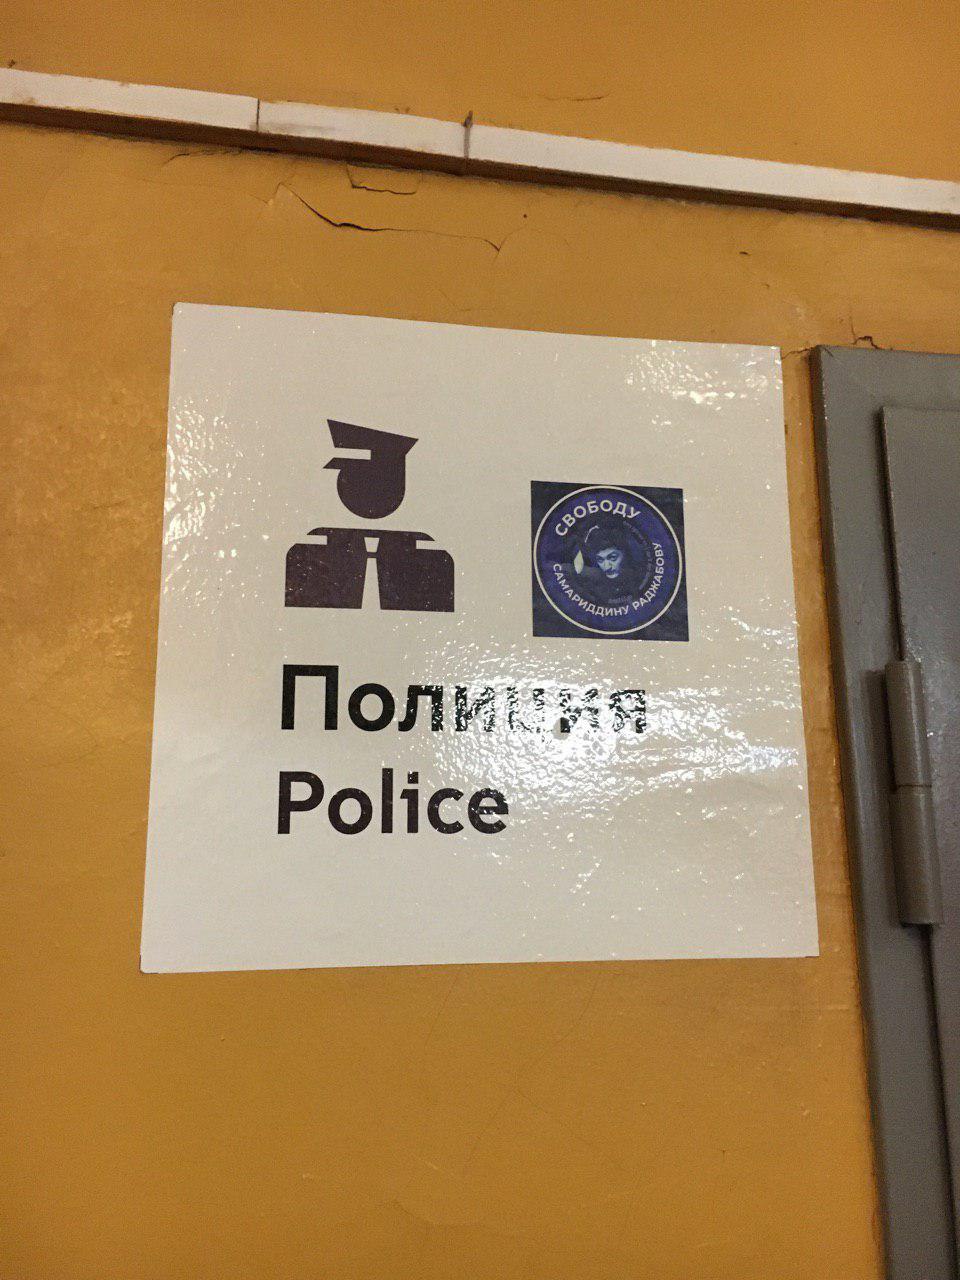 СВОБОДУ
САМАРИДДИНУ РАДЖАБОВУ
Полиция
Police